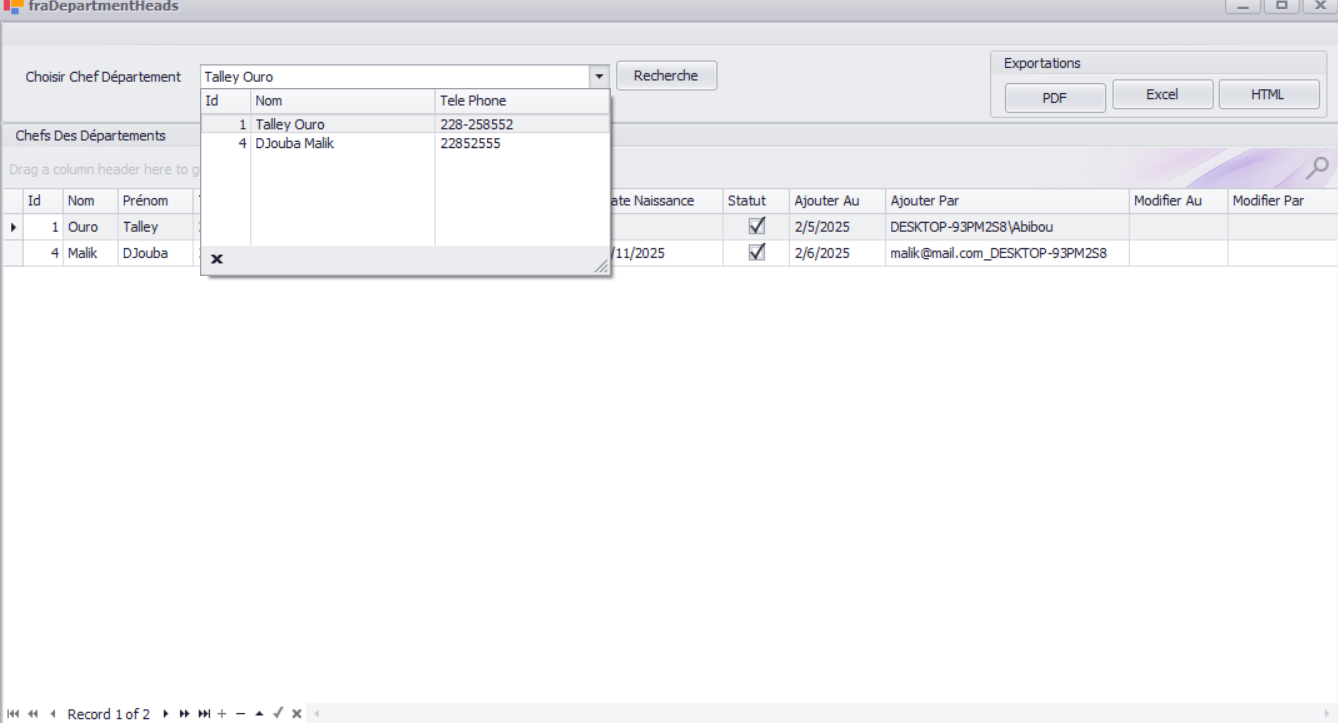 fraDepartmentHeads
Choisir Chef Département Talley Ouro Recherche
Exportations
PDF Excel HTML
Id Nom Tele Phone
1 Talley Ouro 228-258552
4 DJouba Malik 22852555
Chefs Des Départements
Drag a column header here to g
Id Nom Prénom ate Naissance Statut Ajouter Au Ajouter Par Modifier Au Modifier Par
1 Ouro Talley 2/5/2025 DESKTOP-93PM2S8\Abibou
4 Malik DJouba /11/2025 2/6/2025 malik@mail.com_DESKTOP-93PM2S8
Record 1 of 2